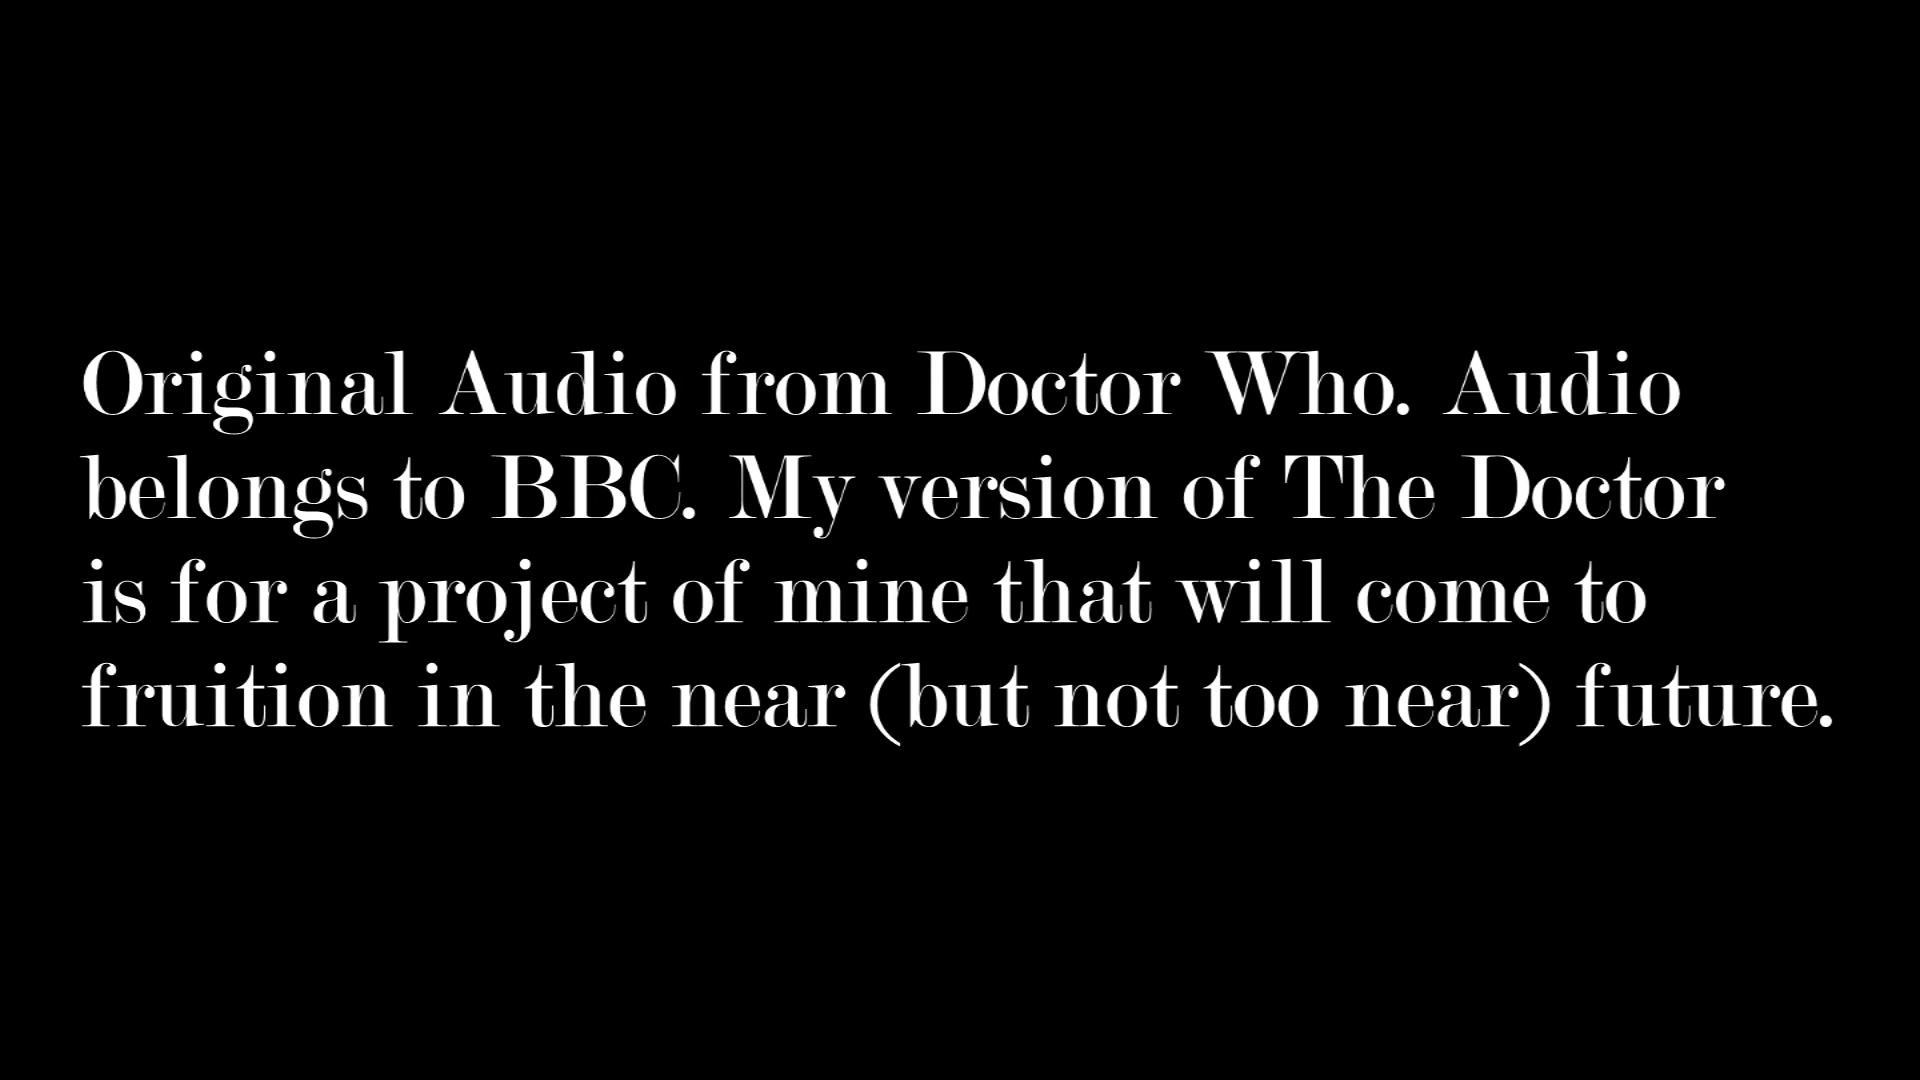 Original Audio from Doctor Who. Audio
belongs to BBC. My version of The Doctor
is for a project of mine that will come to
fruition in the near (but not too near) future.